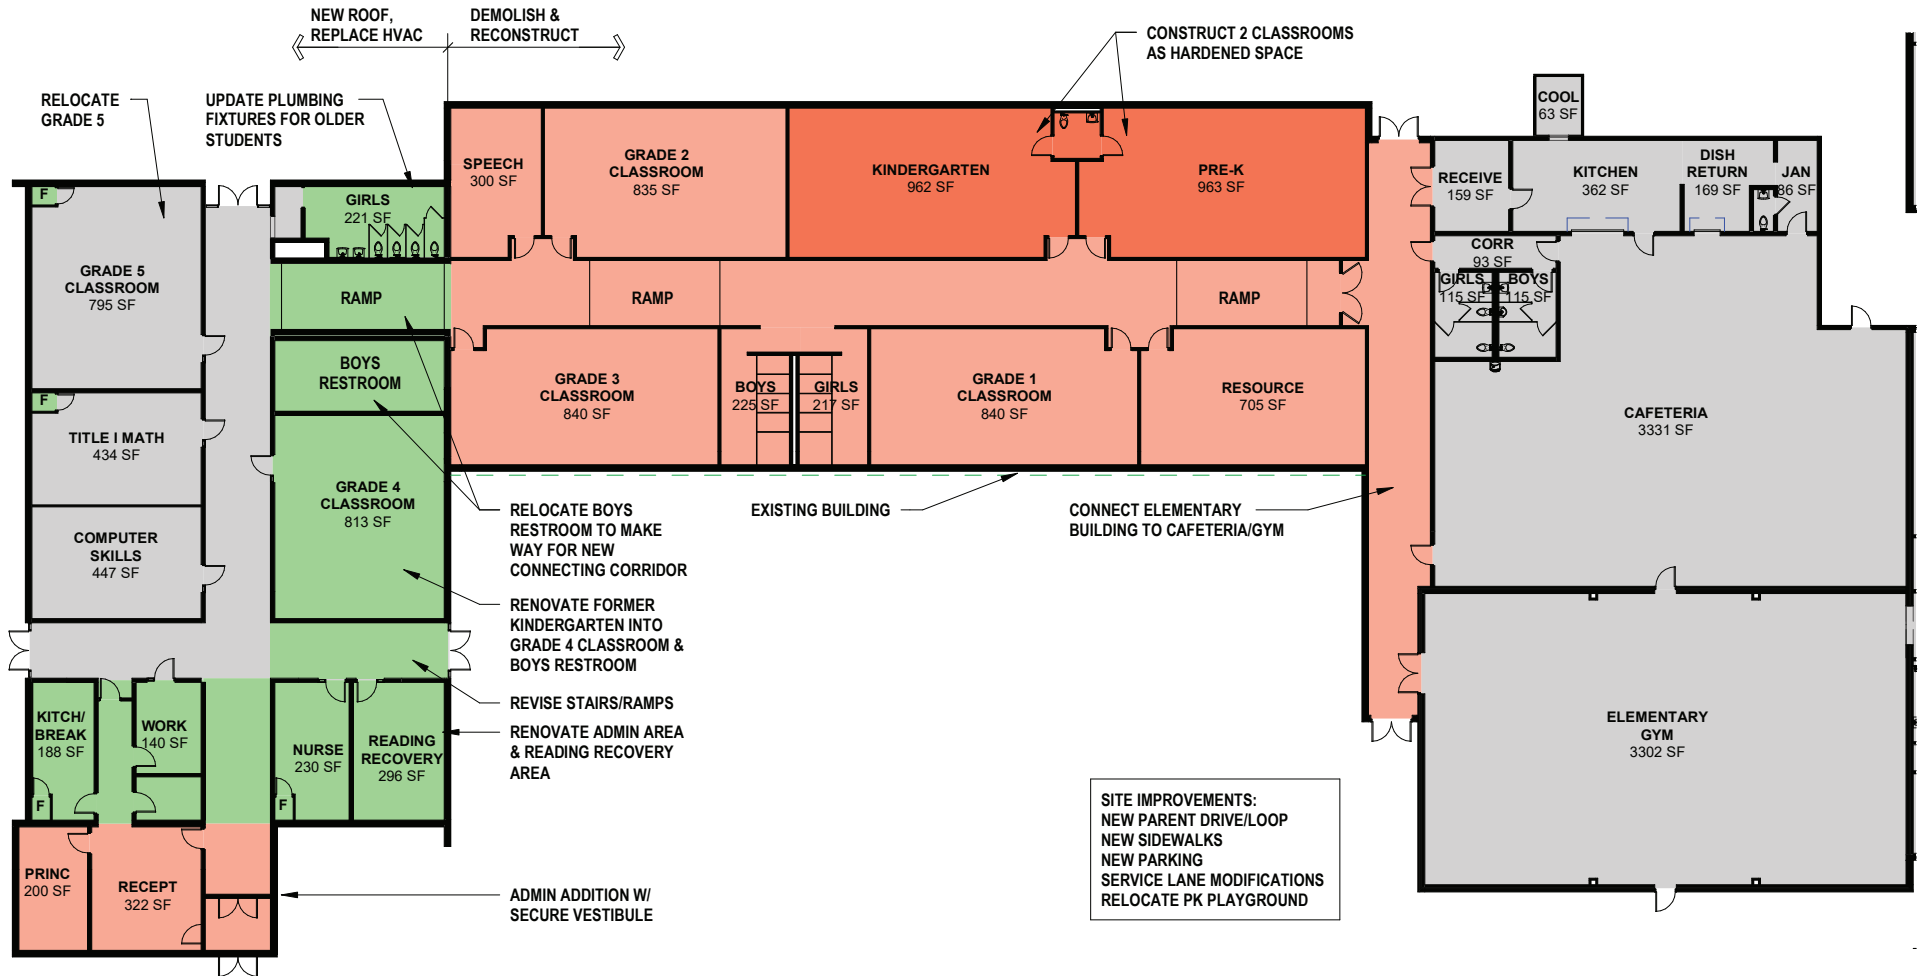 NEW ROOF,
REPLACE HVAC
DEMOLISH &
RECONSTRUCT
CONSTRUCT 2 CLASSROOMS
AS HARDENED SPACE
RELOCATE
GRADE 5
UPDATE PLUMBING
FIXTURES FOR OLDER
STUDENTS
COOL
63 SF
SPEECH
300 SF
GRADE 2
CLASSROOM
835 SF
KINDERGARTEN
962 SF
PRE-K
963 SF
RECEIVE
159 SF
KITCHEN
362 SF
DISH
RETURN
169 SF
JAN
86 SF
F
GIRLS
221 SF
GRADE 5
CLASSROOM
795 SF
RAMP
RAMP
RAMP
CORR
93 SF
GIRLS
115 SF
BOYS
115 SF
BOYS
RESTROOM
GRADE 3
CLASSROOM
840 SF
BOYS
225 SF
GIRLS
217 SF
GRADE 1
CLASSROOM
840 SF
RESOURCE
705 SF
CAFETERIA
3331 SF
F
TITLE I MATH
434 SF
GRADE 4
CLASSROOM
813 SF
COMPUTER
SKILLS
447 SF
RELOCATE BOYS
RESTROOM TO MAKE
WAY FOR NEW
CONNECTING CORRIDOR
EXISTING BUILDING
CONNECT ELEMENTARY
BUILDING TO CAFETERIA/GYM
RENOVATE FORMER
KINDERGARTEN INTO
GRADE 4 CLASSROOM &
BOYS RESTROOM
REVISE STAIRS/RAMPS
RENOVATE ADMIN AREA
& READING RECOVERY
AREA
KITCH/
BREAK
188 SF
WORK
140 SF
NURSE
230 SF
READING
RECOVERY
296 SF
F
F
ELEMENTARY
GYM
3302 SF
SITE IMPROVEMENTS:
NEW PARENT DRIVE/LOOP
NEW SIDEWALKS
NEW PARKING
SERVICE LANE MODIFICATIONS
RELOCATE PK PLAYGROUND
PRINC
200 SF
RECEPT
322 SF
ADMIN ADDITION W/
SECURE VESTIBULE